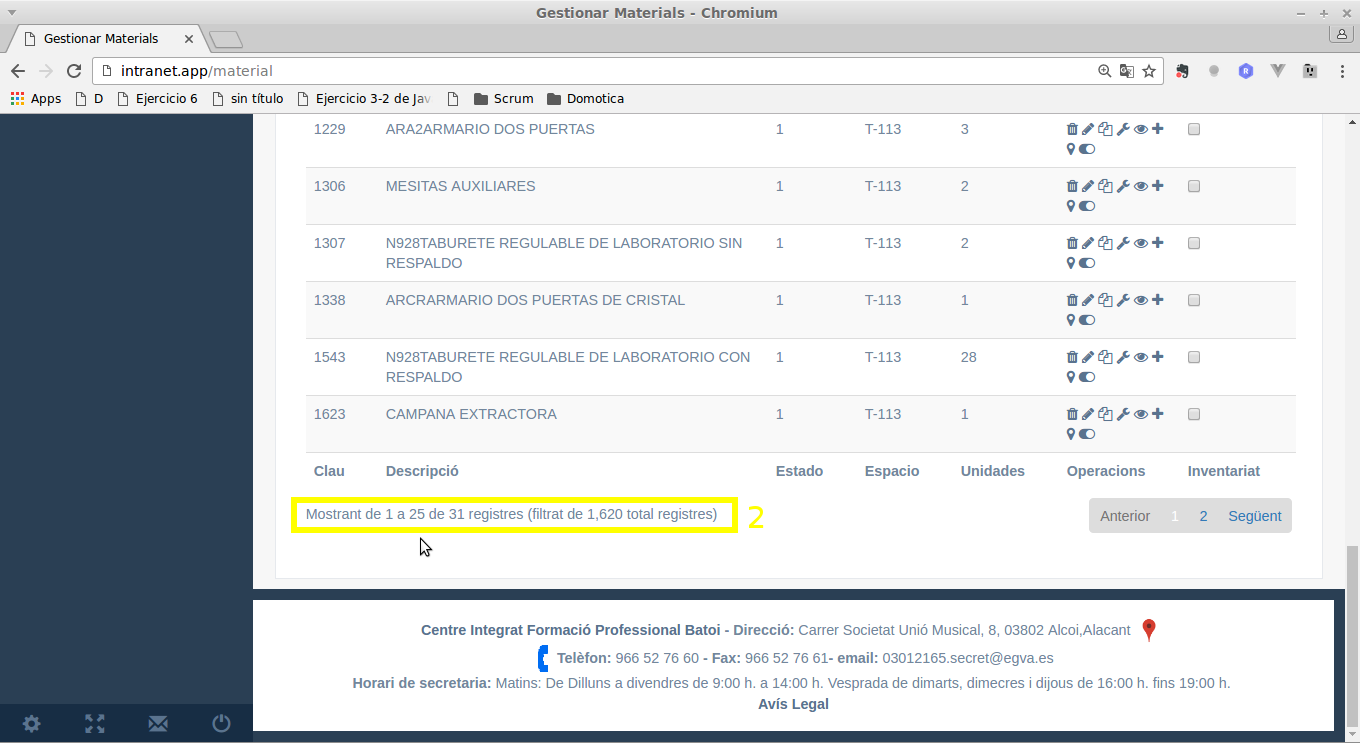 Gestionar Materials - Chromium
Gestionar Materials
intranet.app/material
Apps D Ejercicio 6 sin título Ejercicio 3-2 de Jav Scrum Domotica
1229 ARA2ARMARIO DOS PUERTAS 1 T-113 3
1306 MESITAS AUXILIARES 1 T-113 2
1307 N928TABURETE REGULABLE DE LABORATORIO SIN 1 T-113 2
RESPALDO
1338 ARCRARMARIO DOS PUERTAS DE CRISTAL 1 T-113 1
1543 N928TABURETE REGULABLE DE LABORATORIO CON 1 T-113 28
RESPALDO
1623 CAMPANA EXTRACTORA 1 T-113 1
Clau Descripció Estado Espacio Unidades Operacions Inventariat
Mostrant de 1 a 25 de 31 registres (filtrat de 1,620 total registres) 2 Anterior 1 2 Següent
Centre Integrat Formació Professional Batoi - Direcció: Carrer Societat Unió Musical, 8, 03802 Alcoi,Alacant
Telèfon: 966 52 76 60 - Fax: 966 52 76 61- email: 03012165.secret@egva.es
Horari de secretaria: Matins: De Dilluns a divendres de 9:00 h. a 14:00 h. Vesprada de dimarts, dimecres i dijous de 16:00 h. fins 19:00 h.
Avís Legal